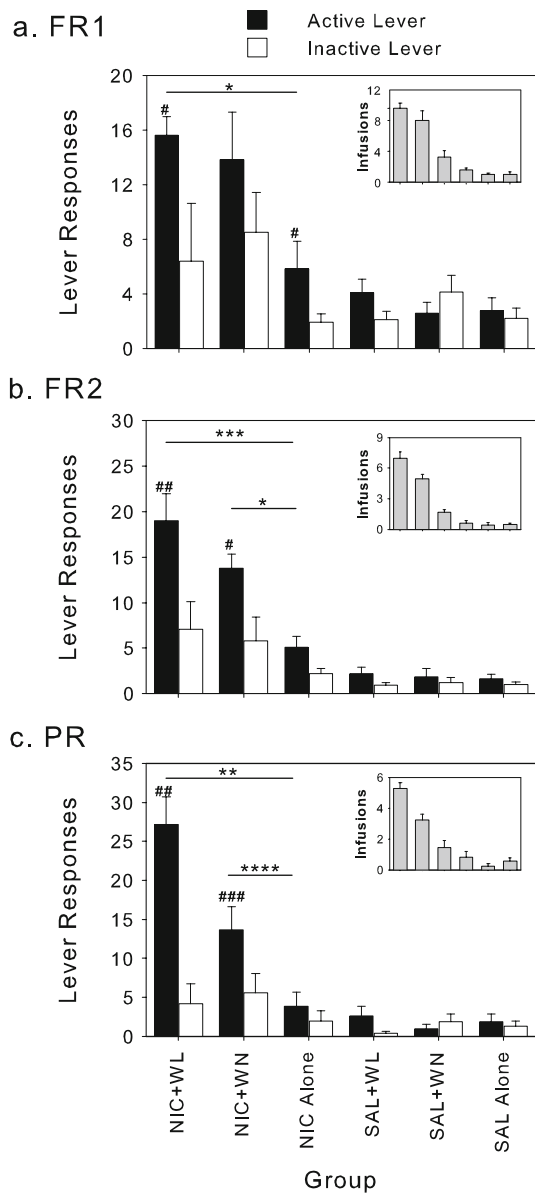 a. FR1
Active Lever
Inactive Lever
Lever Responses
20
16
12
8
4
0
*
#
#
Infusions
12
8
4
0
b. FR2
Lever Responses
30
25
20
15
10
5
0
***
##
*
#
Infusions
9
6
3
0
c. PR
Lever Responses
35
30
25
20
15
10
5
0
**
##
****
###
Infusions
6
4
2
0
NIC+WL
NIC+WN
NIC Alone
SAL+WL
SAL+WN
SAL Alone
Group